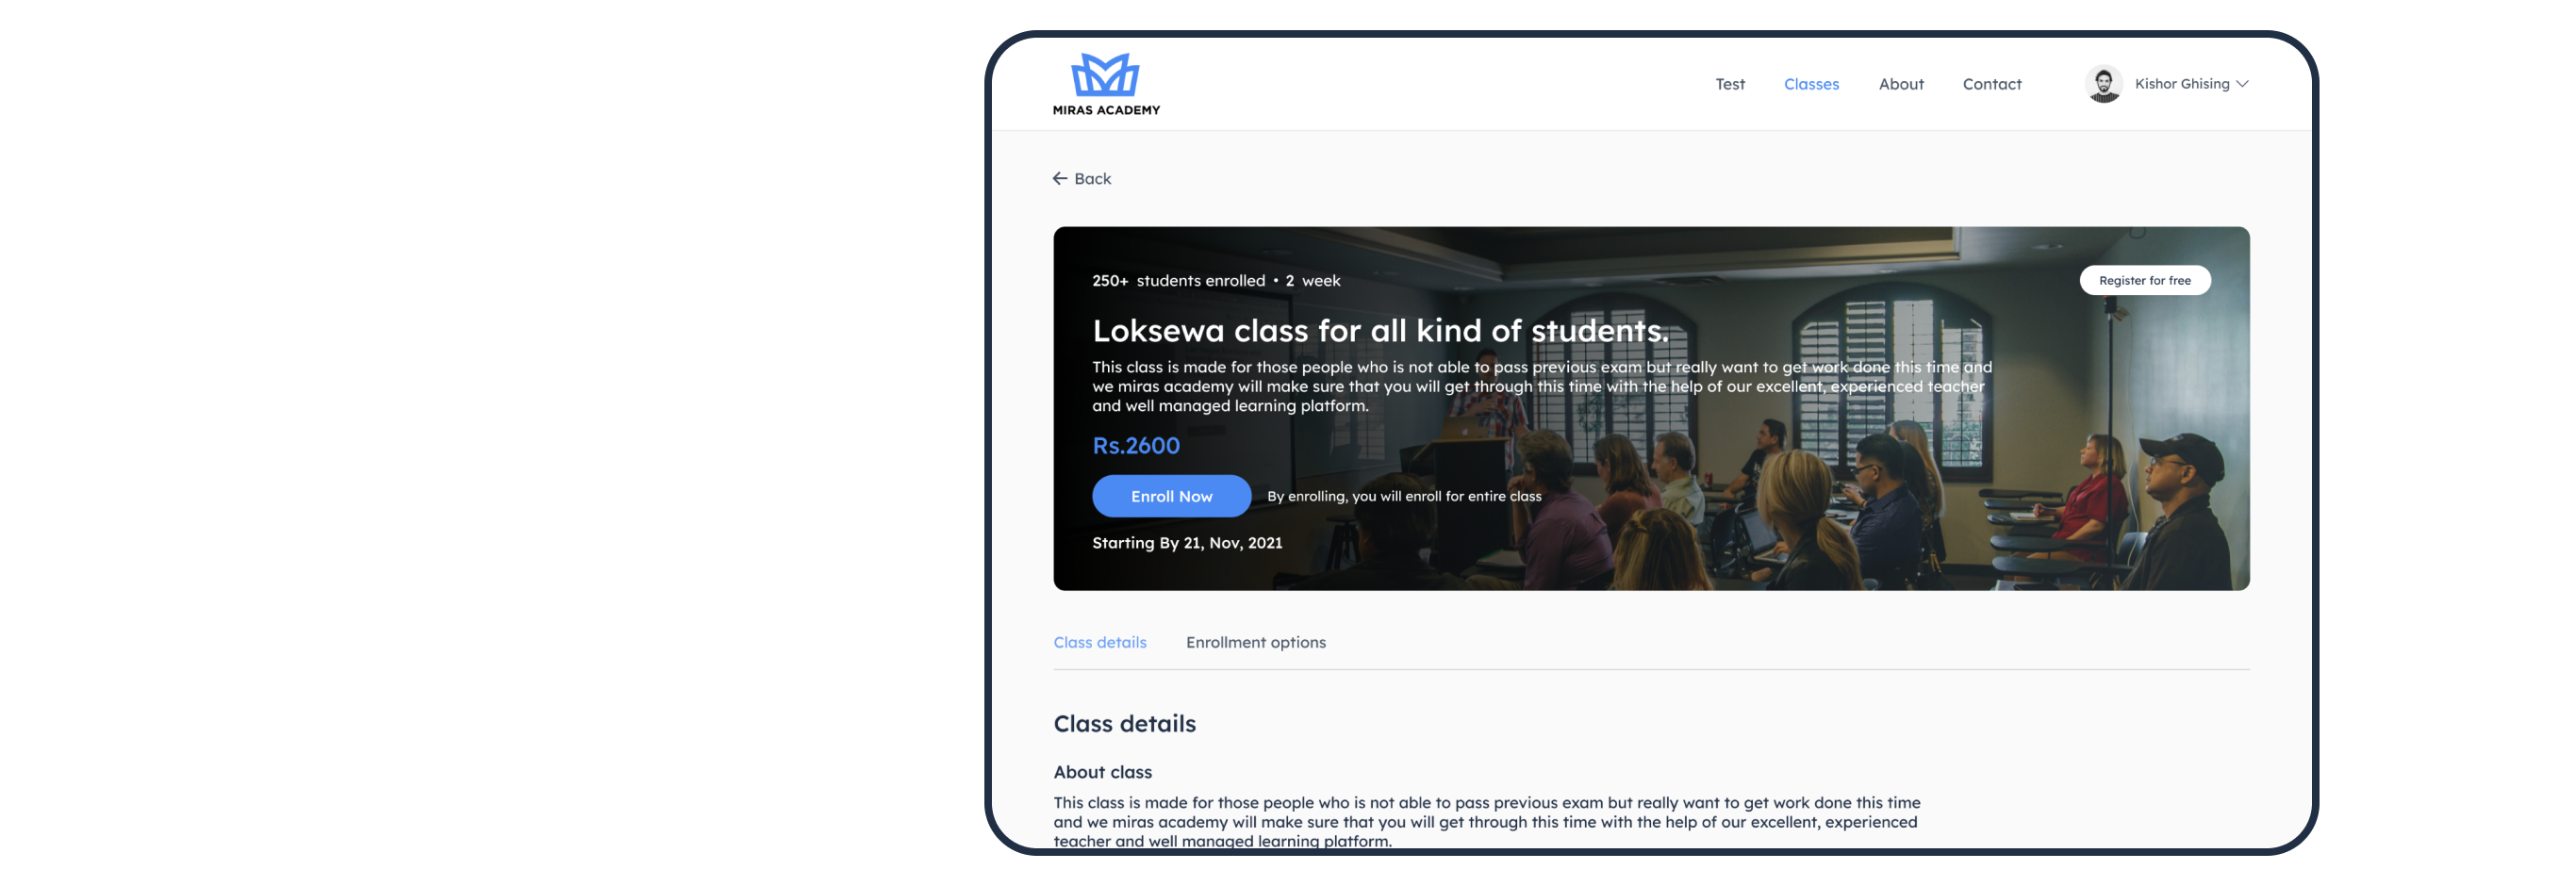 MIRAS ACADEMY
Test Classes About Contact Kishor Ghising
Back
250+ students enrolled • 2 week
Register for free
Loksewa class for all kind of students.
This class is made for those people who is not able to pass previous exam but really want to get work done this time and
we miras academy will make sure that you will get through this time with the help of our excellent, experienced teacher
and well managed learning platform.
Rs.2600
Enroll Now By enrolling, you will enroll for entire class
Starting By 21, Nov, 2021
Class details Enrollment options
Class details
About class
This class is made for those people who is not able to pass previous exam but really want to get work done this time
and we miras academy will make sure that you will get through this time with the help of our excellent, experienced
teacher and well managed learning platform.